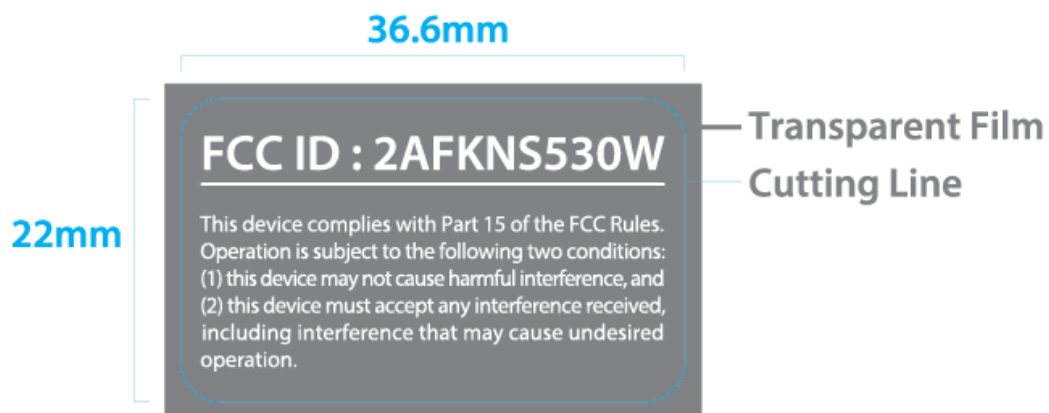 36.6mm
FCC ID : 2AFKNS530W
Transparent Film
Cutting Line
22mm
This device complies with Part 15 of the FCC Rules.
Operation is subject to the following two conditions:
(1) this device may not cause harmful interference, and
(2) this device must accept any interference received,
including interference that may cause undesired
operation.